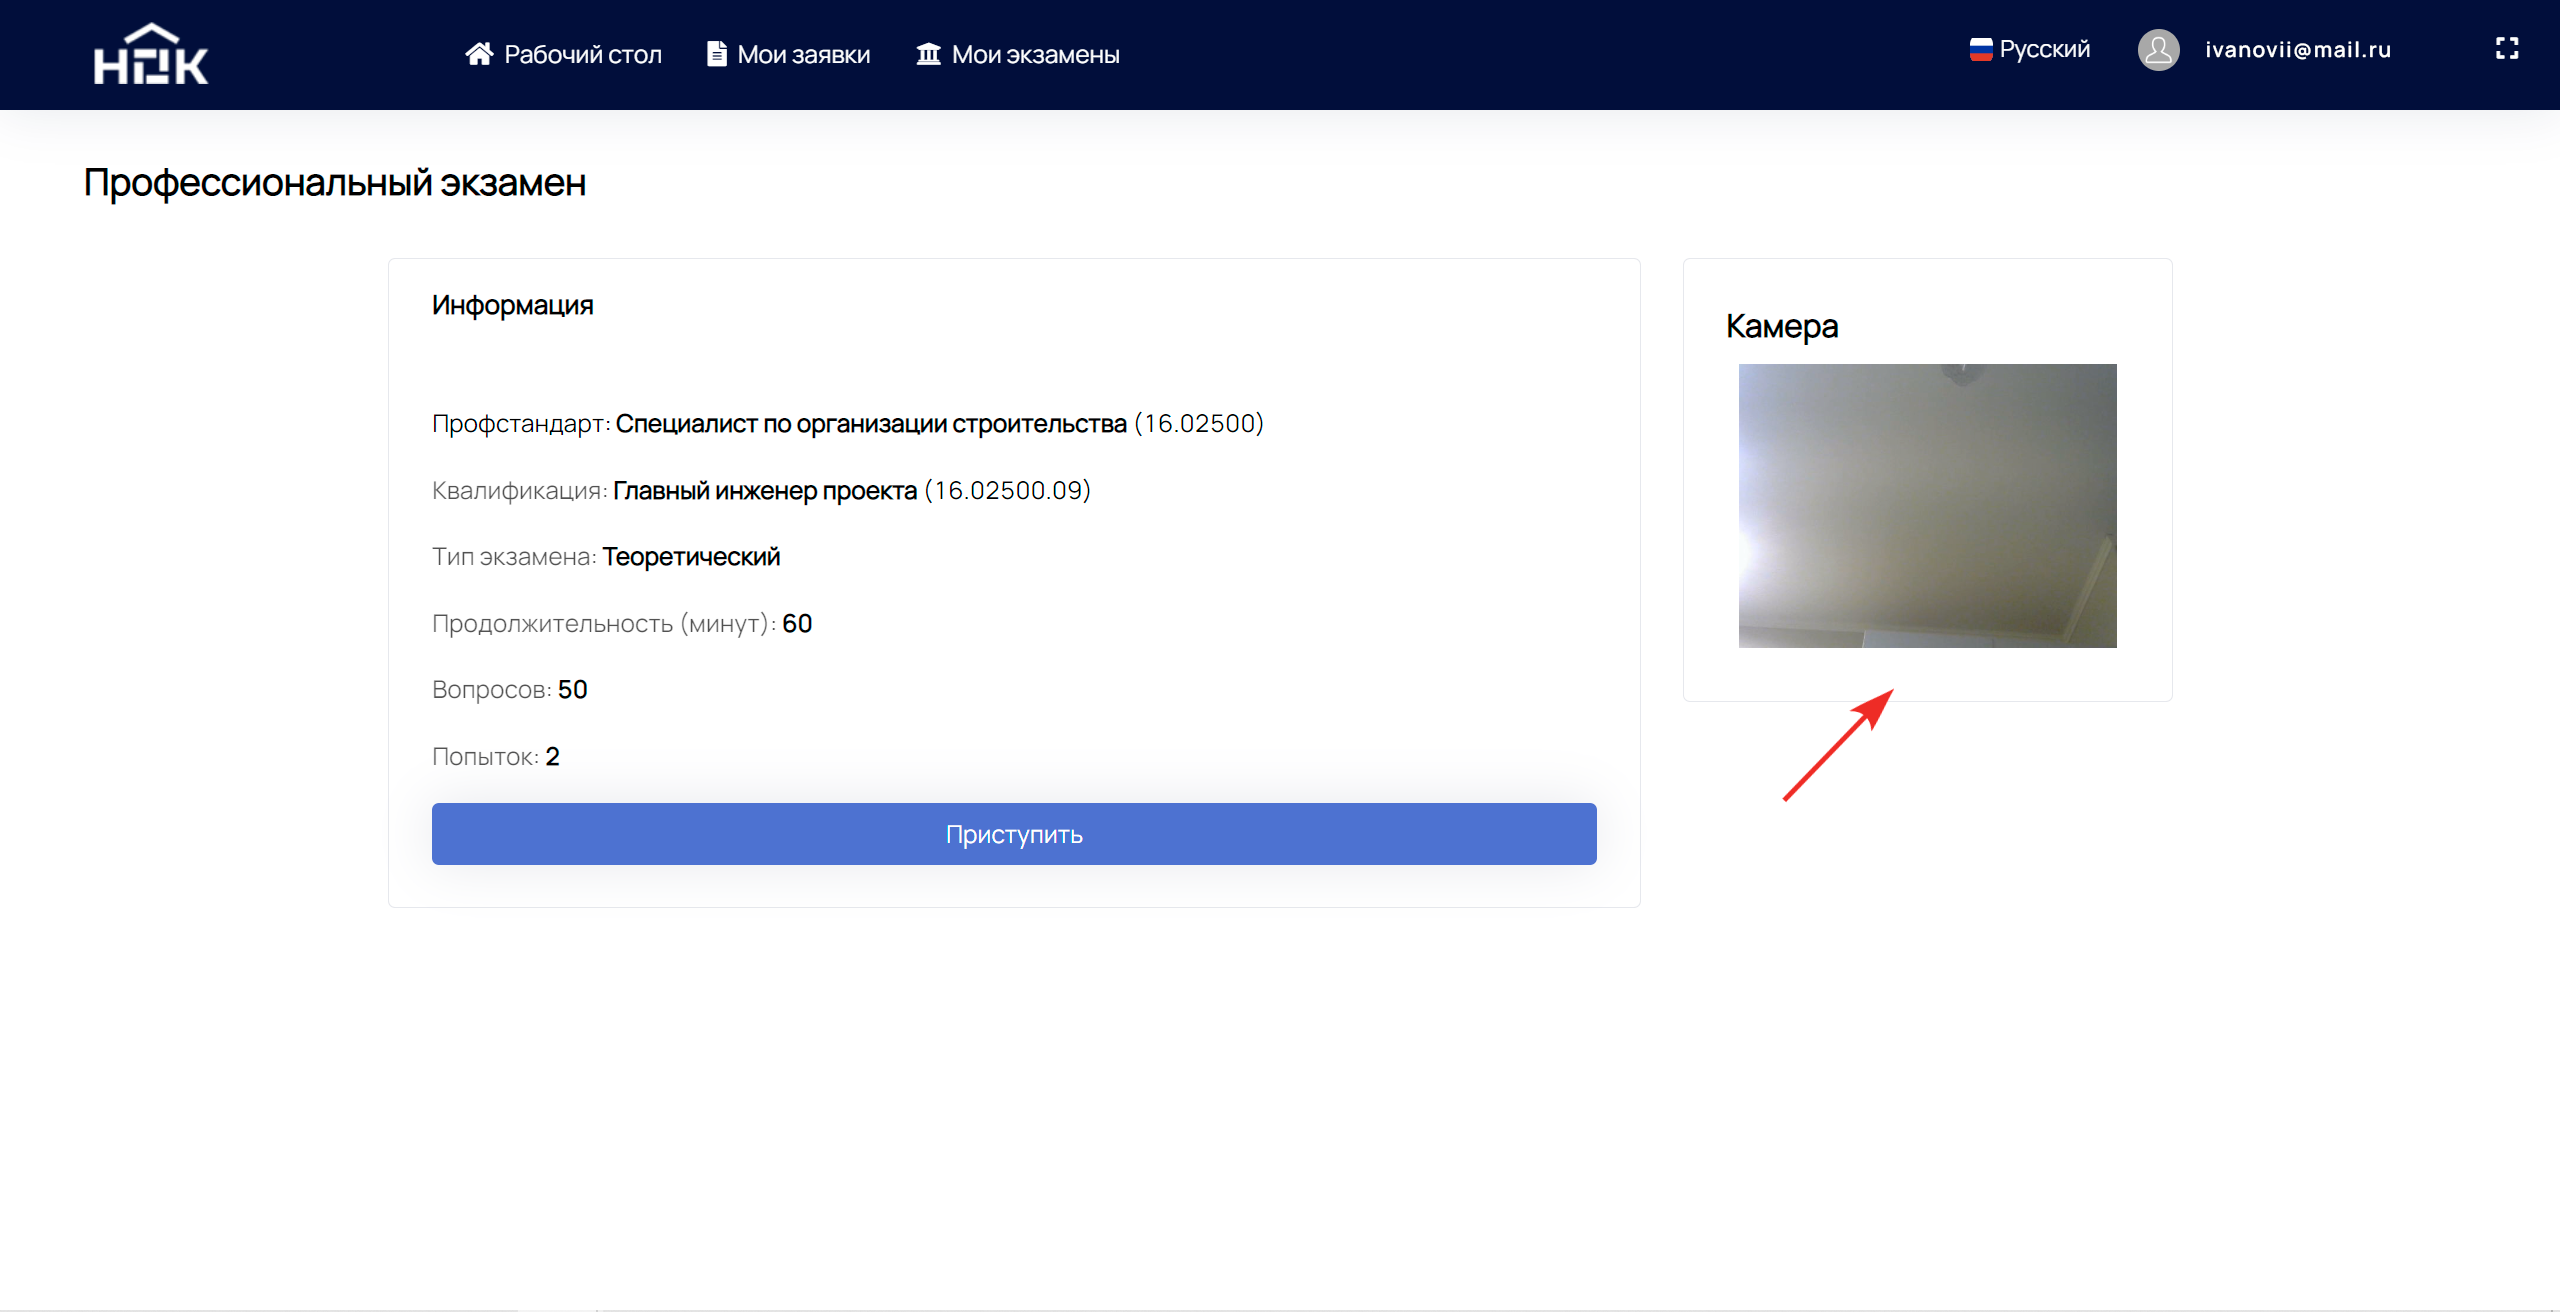 НОК
Рабочий стол
Мои заявки
Мои экзамены
Русский
ivanovii@mail.ru
Профессиональный экзамен
Информация
Профстандарт: Специалист по организации строительства (16.02500)
Квалификация: Главный инженер проекта (16.02500.09)
Тип экзамена: Теоретический
Продолжительность (минут): 60
Вопросов: 50
Попыток: 2
Приступить
Камера